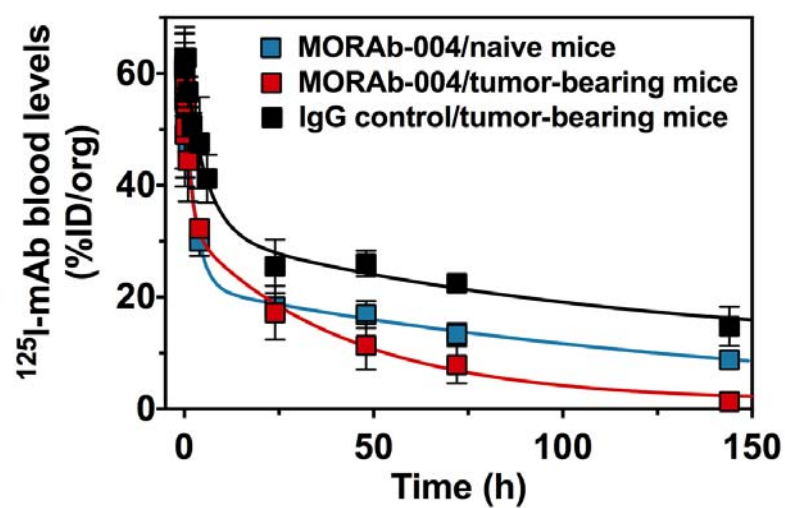 ¹²⁵I-mAb blood levels
(%ID/org)
MORAb-004/naive mice
MORAb-004/tumor-bearing mice
IgG control/tumor-bearing mice
60
40
20
0
0 50 100 150
Time (h)